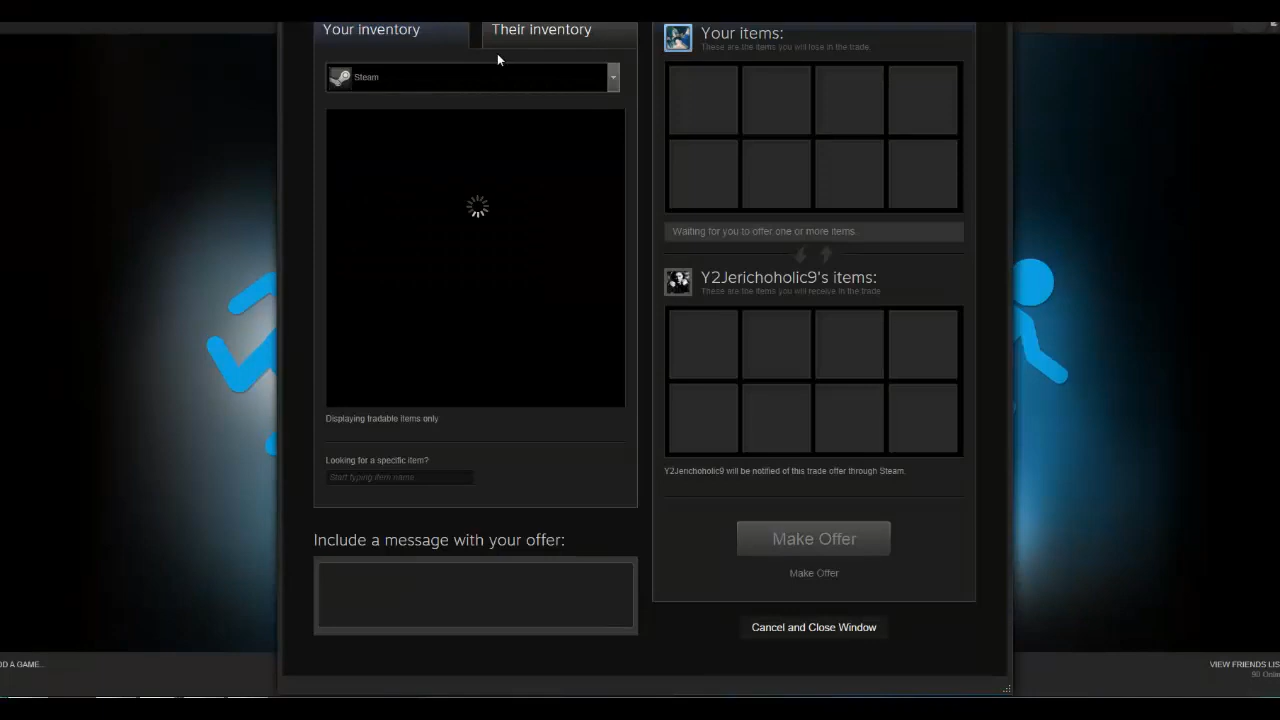 Your inventory
Their inventory
Steam
Displaying tradable items only
Looking for a specific item?
Start typing item name...
Include a message with your offer:
Your items:
These are the items you will lose in the trade.
Waiting for you to offer one or more items.
Y2Jerichoholic9's items:
These are the items you will receive in the trade.
Y2Jerichoholic9 will be notified of this trade offer through Steam.
Make Offer
Make Offer
Cancel and Close Window
DD A GAME...
VIEW FRIENDS LIS
90 Onlin